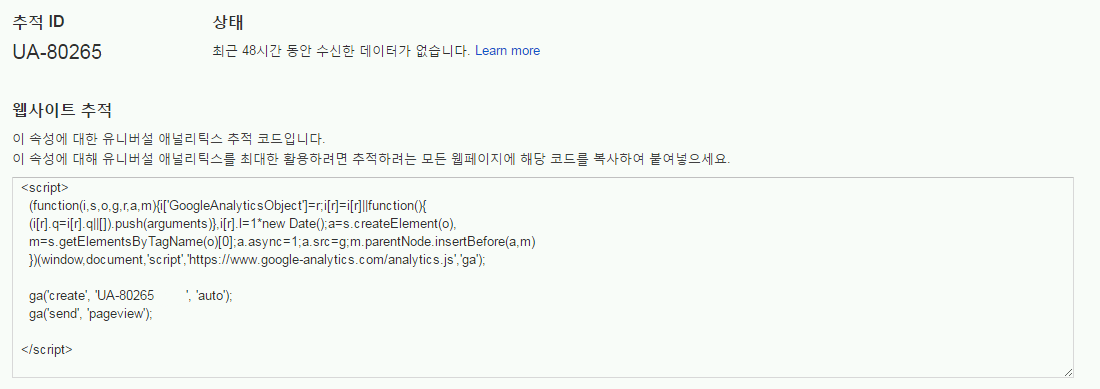 추적 ID 상태
UA-80265 최근 48시간 동안 수신한 데이터가 없습니다. Learn more
웹사이트 추적
이 속성에 대한 유니버설 애널리틱스 추적 코드입니다.
이 속성에 대해 유니버설 애널리틱스를 최대한 활용하려면 추적하려는 모든 웹페이지에 해당 코드를 복사하여 붙여넣으세요.
<script>
(function(i,s,o,g,r,a,m){i['GoogleAnalyticsObject']=r;i[r]=i[r]||function(){
(i[r].q=i[r].q||[]).push(arguments)},i[r].l=1*new Date();a=s.createElement(o),
m=s.getElementsByTagName(o)[0];a.async=1;a.src=g;m.parentNode.insertBefore(a,m)
})(window,document,'script','https://www.google-analytics.com/analytics.js','ga');
ga('create', 'UA-80265 ', 'auto');
ga('send', 'pageview');
</script>